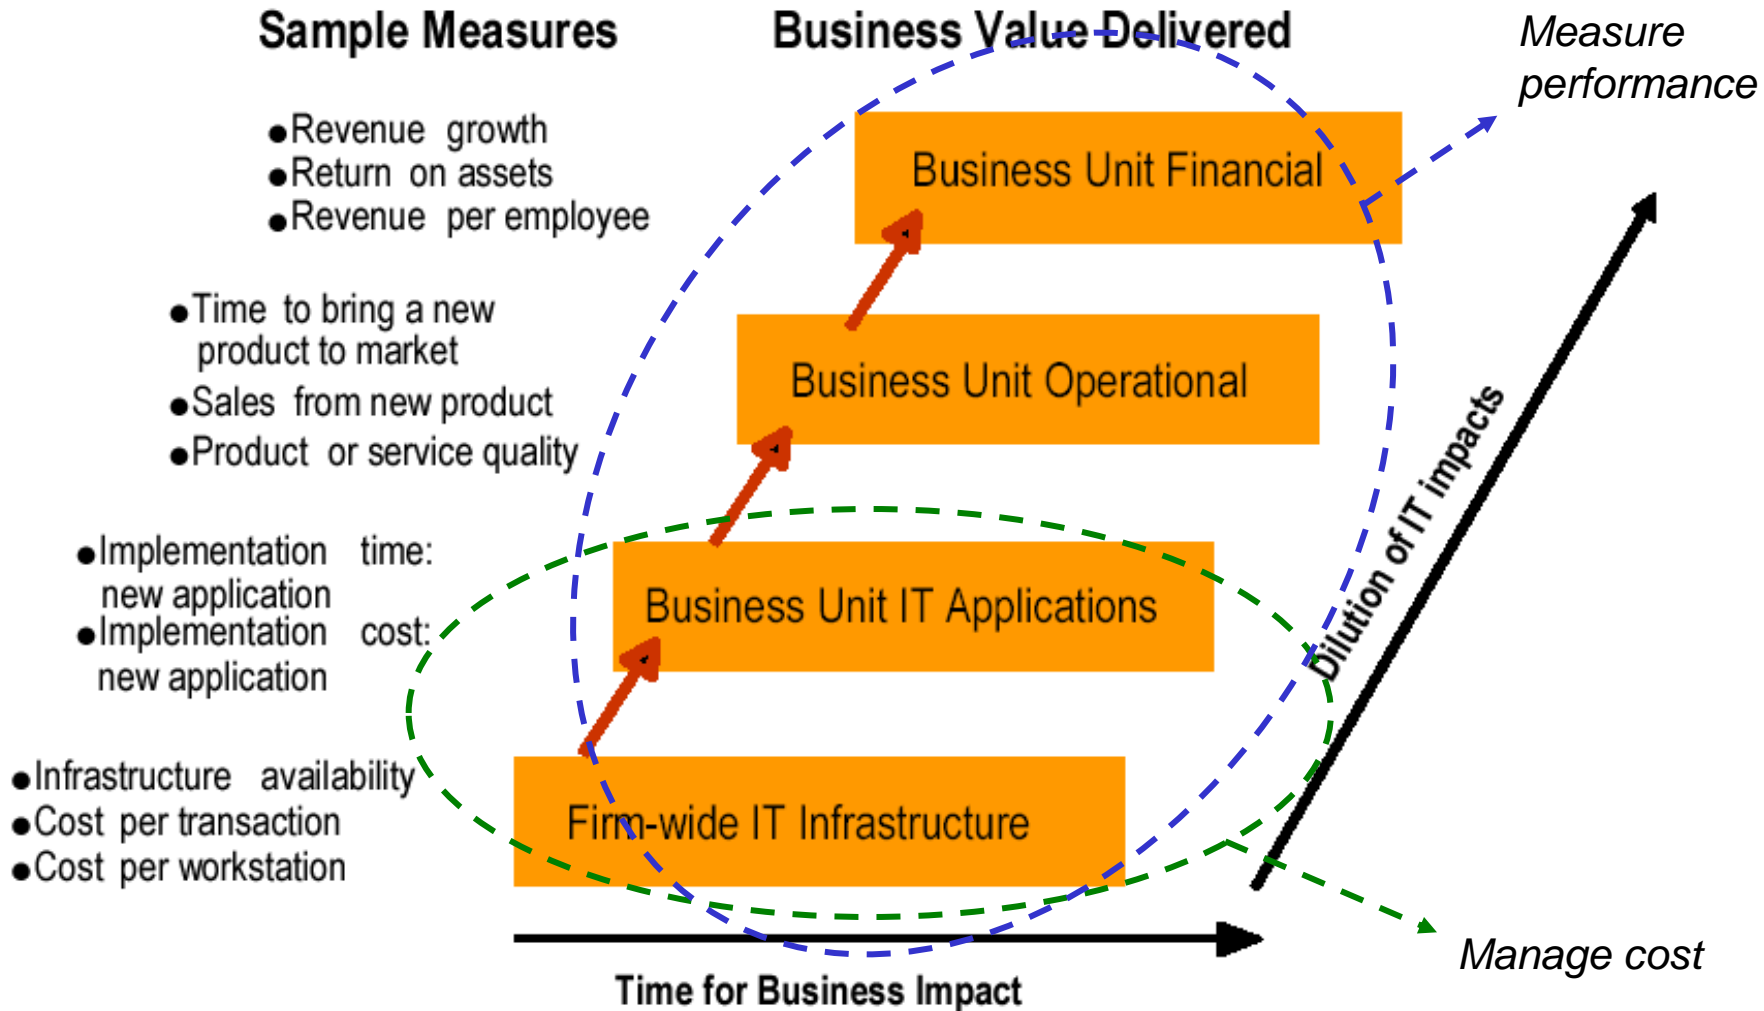 Sample Measures
Business Value Delivered
Measure
performance
●Revenue growth
●Return on assets
●Revenue per employee
Business Unit Financial
●Time to bring a new
product to market
●Sales from new product
●Product or service quality
Business Unit Operational
●Implementation time:
new application
●Implementation cost:
new application
Business Unit IT Applications
Dilution of IT impacts
●Infrastructure availability
●Cost per transaction
●Cost per workstation
Firm-wide IT Infrastructure
Manage cost
Time for Business Impact